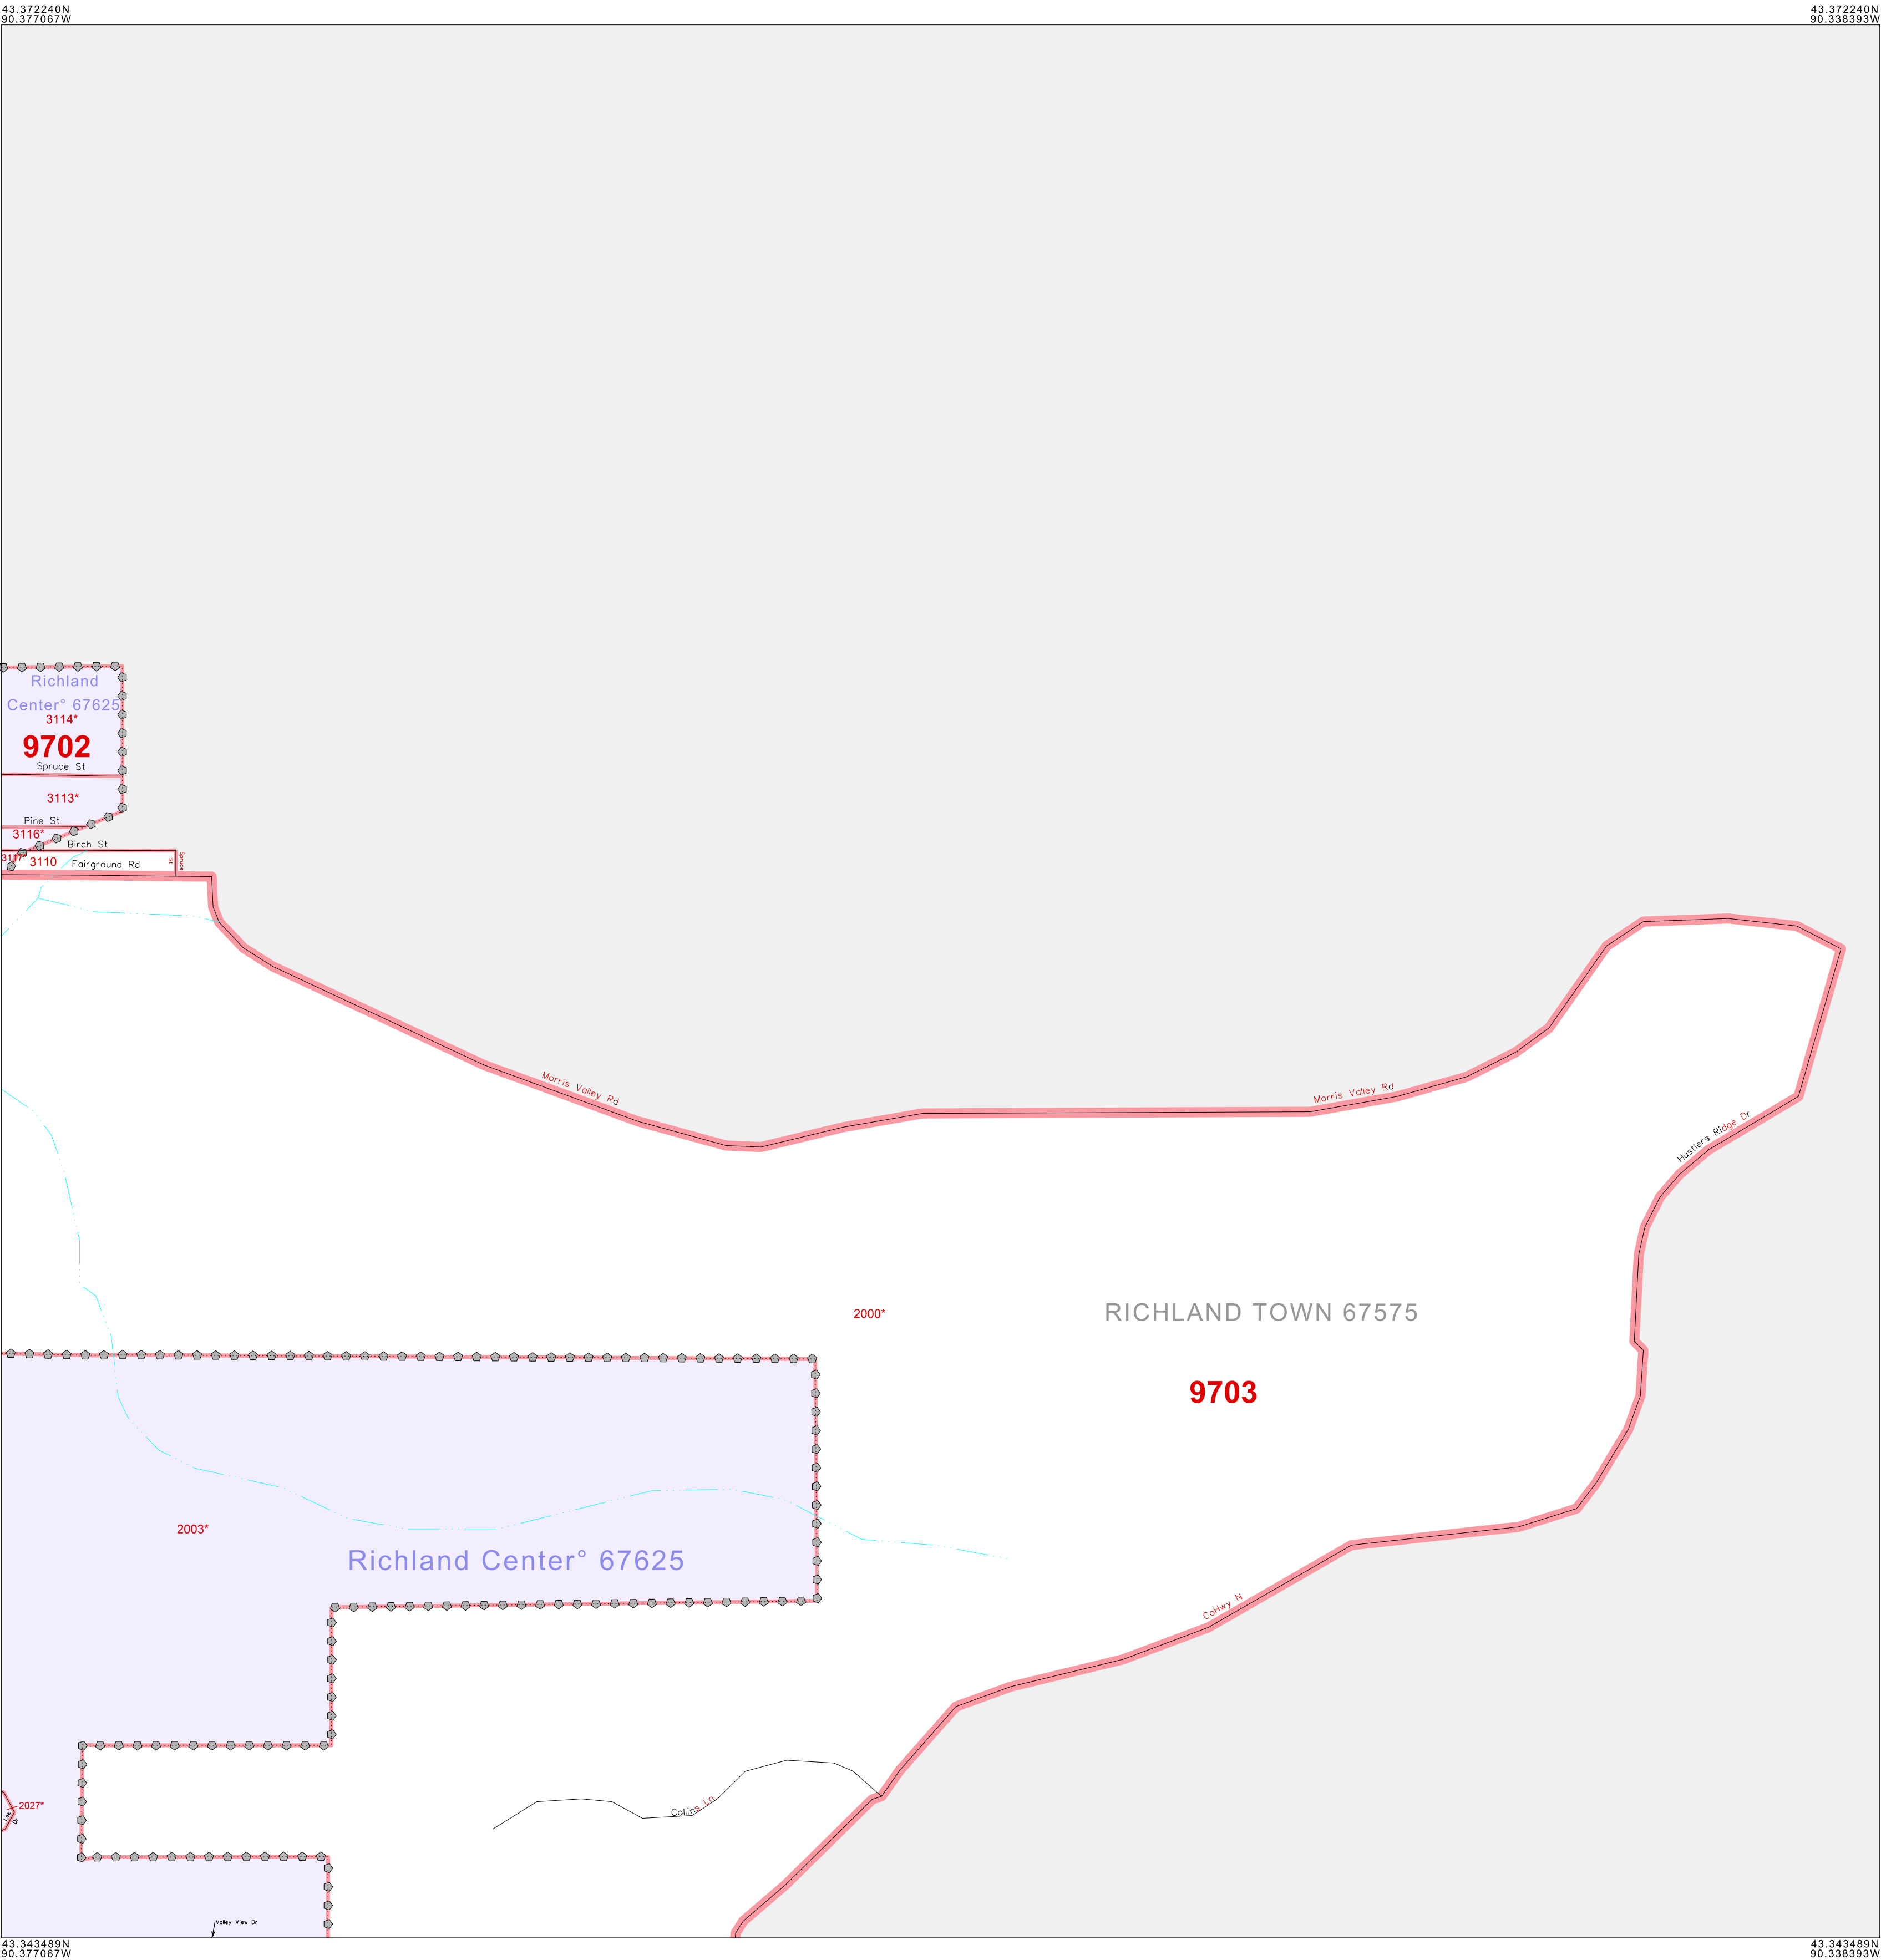 43.372240N
90.377067W
43.372240N
90.338393W
Richland
Center° 67625
3114*
9702
Spruce St
3113*
Pine St
3116*
Birch St
3117*
3110
Fairground Rd
Spruce
St
Morris Valley Rd
Morris Valley Rd
Hustlers Ridge Dr
2000*
RICHLAND TOWN 67575
9703
2003*
Richland Center° 67625
CoHwy N
Collins Ln
2027*
Valley View Dr
43.343489N
90.377067W
43.343489N
90.338393W